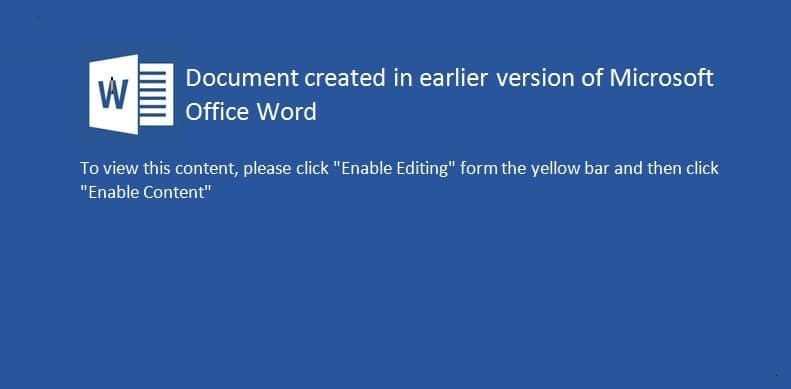 W
Document created in earlier version of Microsoft
Office Word
To view this content, please click "Enable Editing" form the yellow bar and then click
"Enable Content"